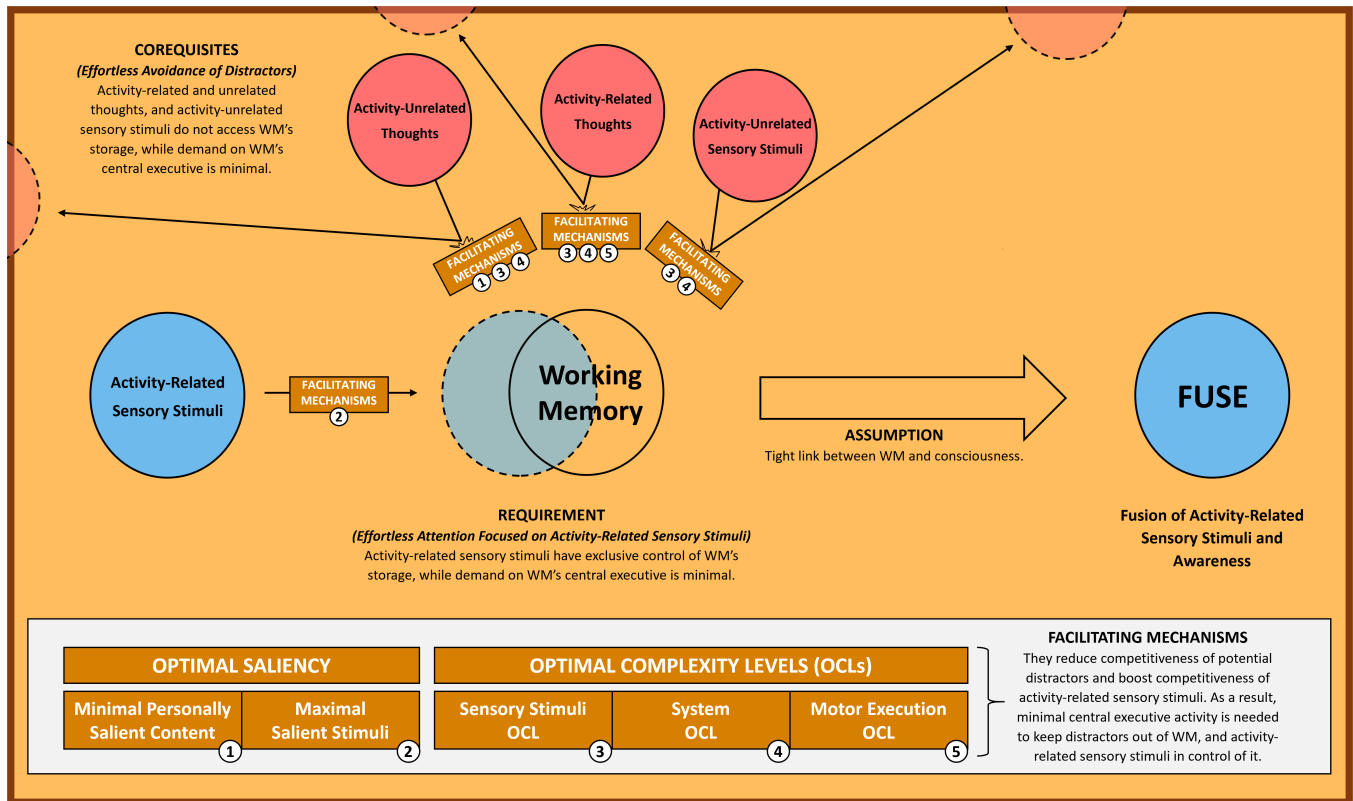 COREQUISITES
(Effortless Avoidance of Distractors)
Activity-related and unrelated
thoughts, and activity-unrelated
sensory stimuli do not access WM's
storage, while demand on WM's
central executive is minimal.
Activity-Unrelated
Thoughts
Activity-Related
Thoughts
Activity-Unrelated
Sensory Stimuli
FACILITATING
MECHANISMS
1 3 4
FACILITATING
MECHANISMS
3 4 5
FACILITATING
MECHANISMS
3 4
Activity-Related
Sensory Stimuli
FACILITATING
MECHANISMS
2
Working
Memory
ASSUMPTION
Tight link between WM and consciousness.
FUSE
Fusion of Activity-Related
Sensory Stimuli and
Awareness
REQUIREMENT
(Effortless Attention Focused on Activity-Related Sensory Stimuli)
Activity-related sensory stimuli have exclusive control of WM's
storage, while demand on WM's central executive is minimal.
OPTIMAL SALIENCY
Minimal Personally
Salient Content
1
Maximal
Salient Stimuli
2
OPTIMAL COMPLEXITY LEVELS (OCLs)
Sensory Stimuli
OCL
3
System
OCL
4
Motor Execution
OCL
5
FACILITATING MECHANISMS
They reduce competitiveness of potential
distractors and boost competitiveness of
activity-related sensory stimuli. As a result,
minimal central executive activity is needed
to keep distractors out of WM, and activity-
related sensory stimuli in control of it.